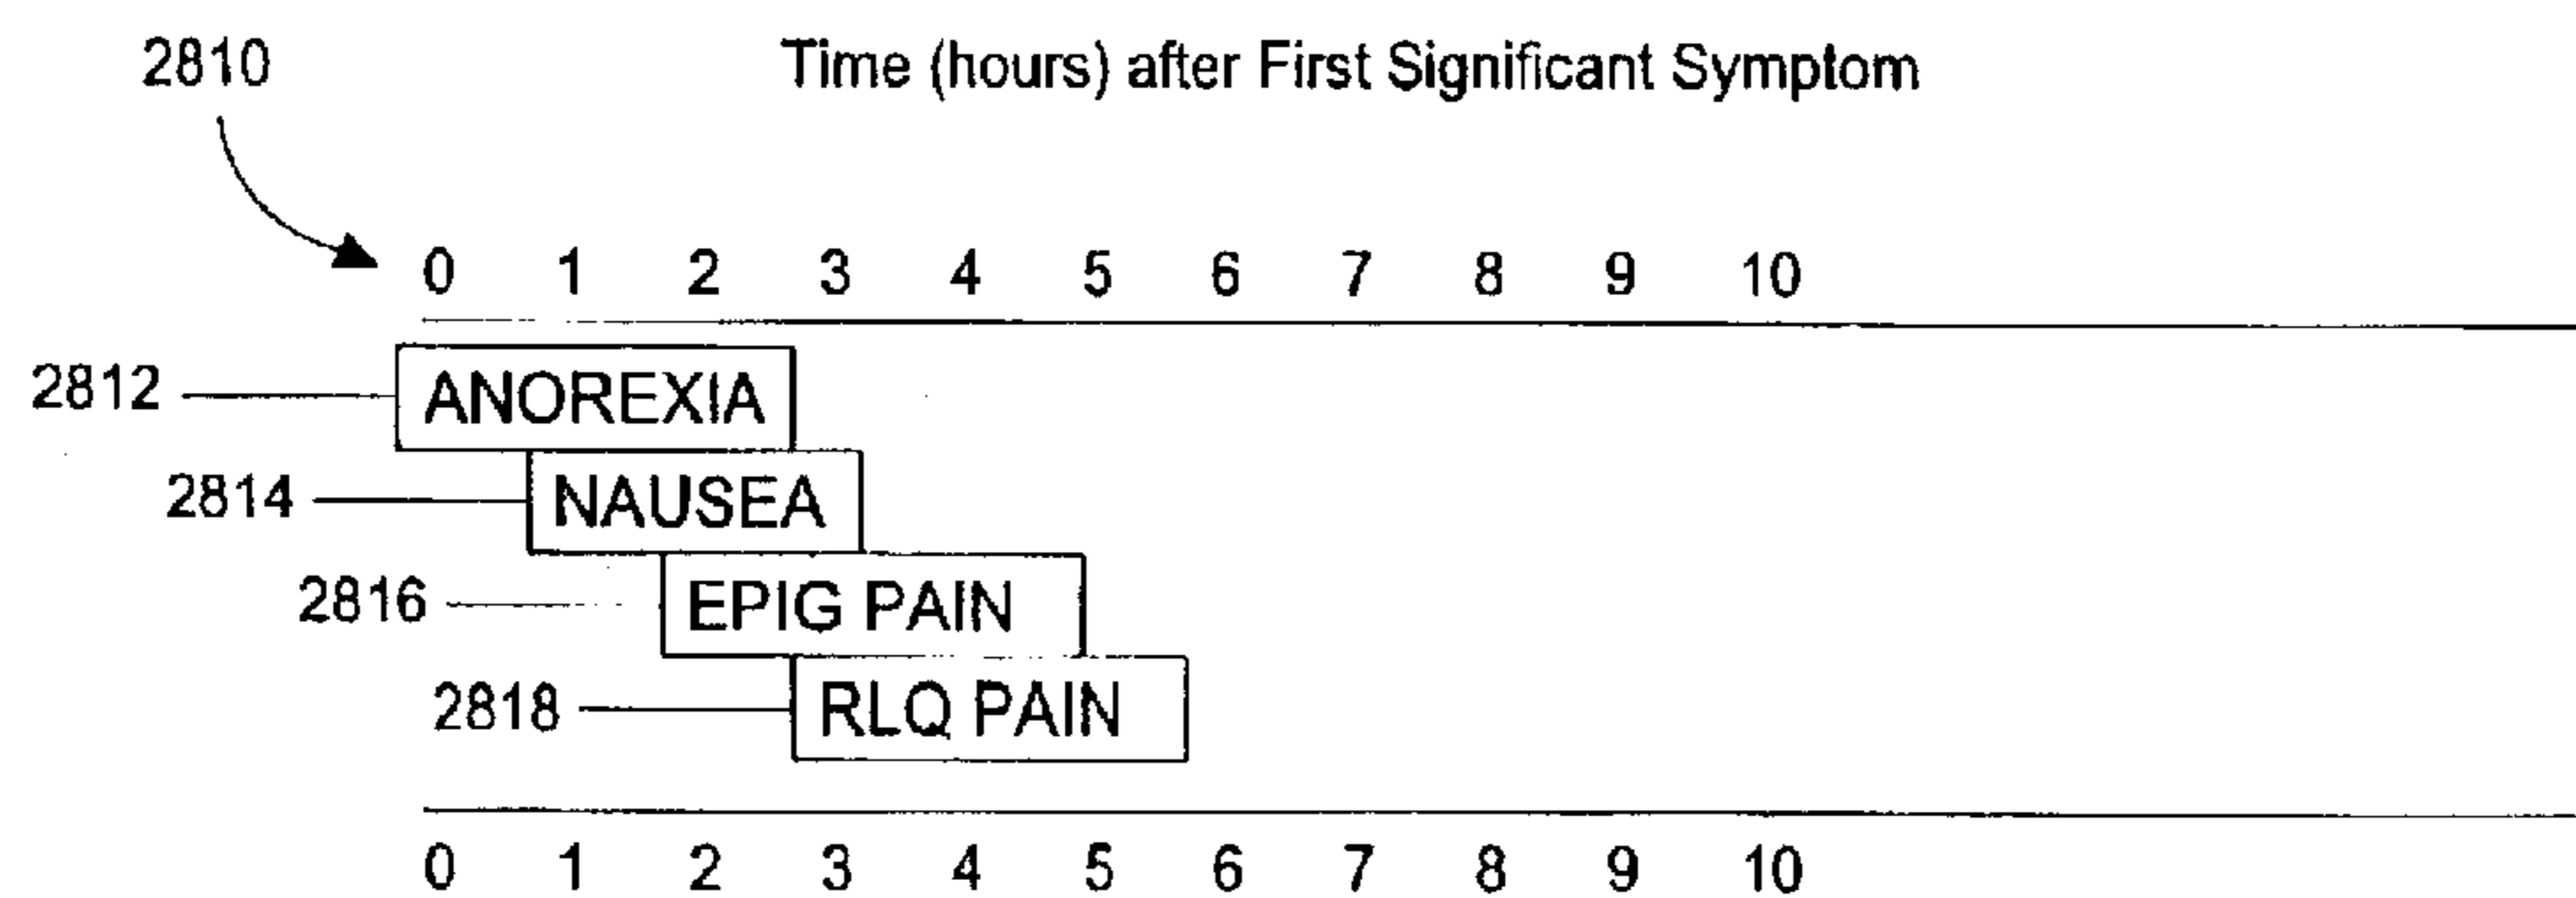 2810 Time (hours) after First Significant Symptom
0 1 2 3 4 5 6 7 8 9 10
2812 ANOREXIA
2814 NAUSEA
2816 EPIG PAIN
2818 RLQ PAIN
0 1 2 3 4 5 6 7 8 9 10